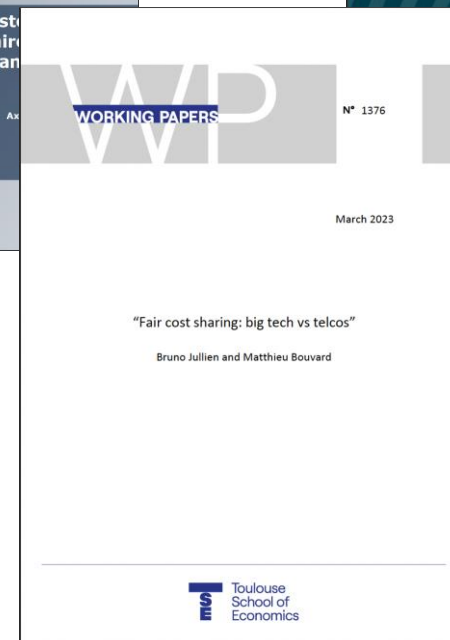 WORKING PAPERS
N° 1376
March 2023
“Fair cost sharing: big tech vs telcos”
Bruno Jullien and Matthieu Bouvard
TSE
Toulouse
School of
Economics